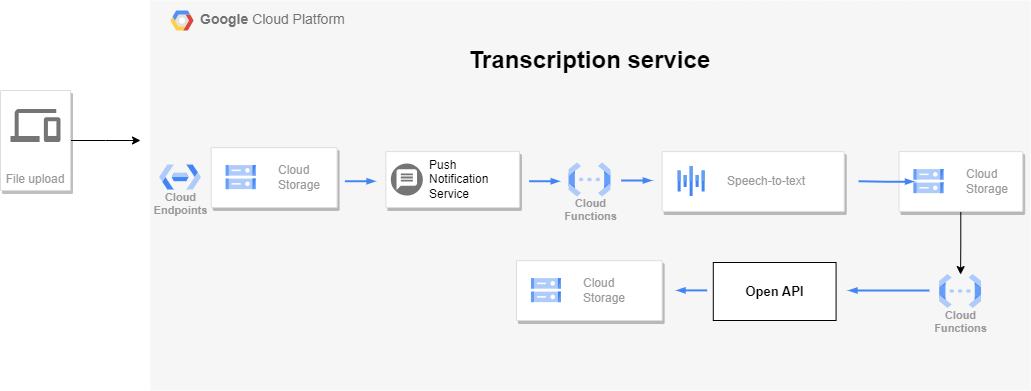 Google Cloud Platform
Transcription service
File upload
Cloud
Endpoints
Cloud
Storage
Push
Notification
Service
Cloud
Functions
Speech-to-text
Cloud
Storage
Cloud
Storage
Open API
Cloud
Functions